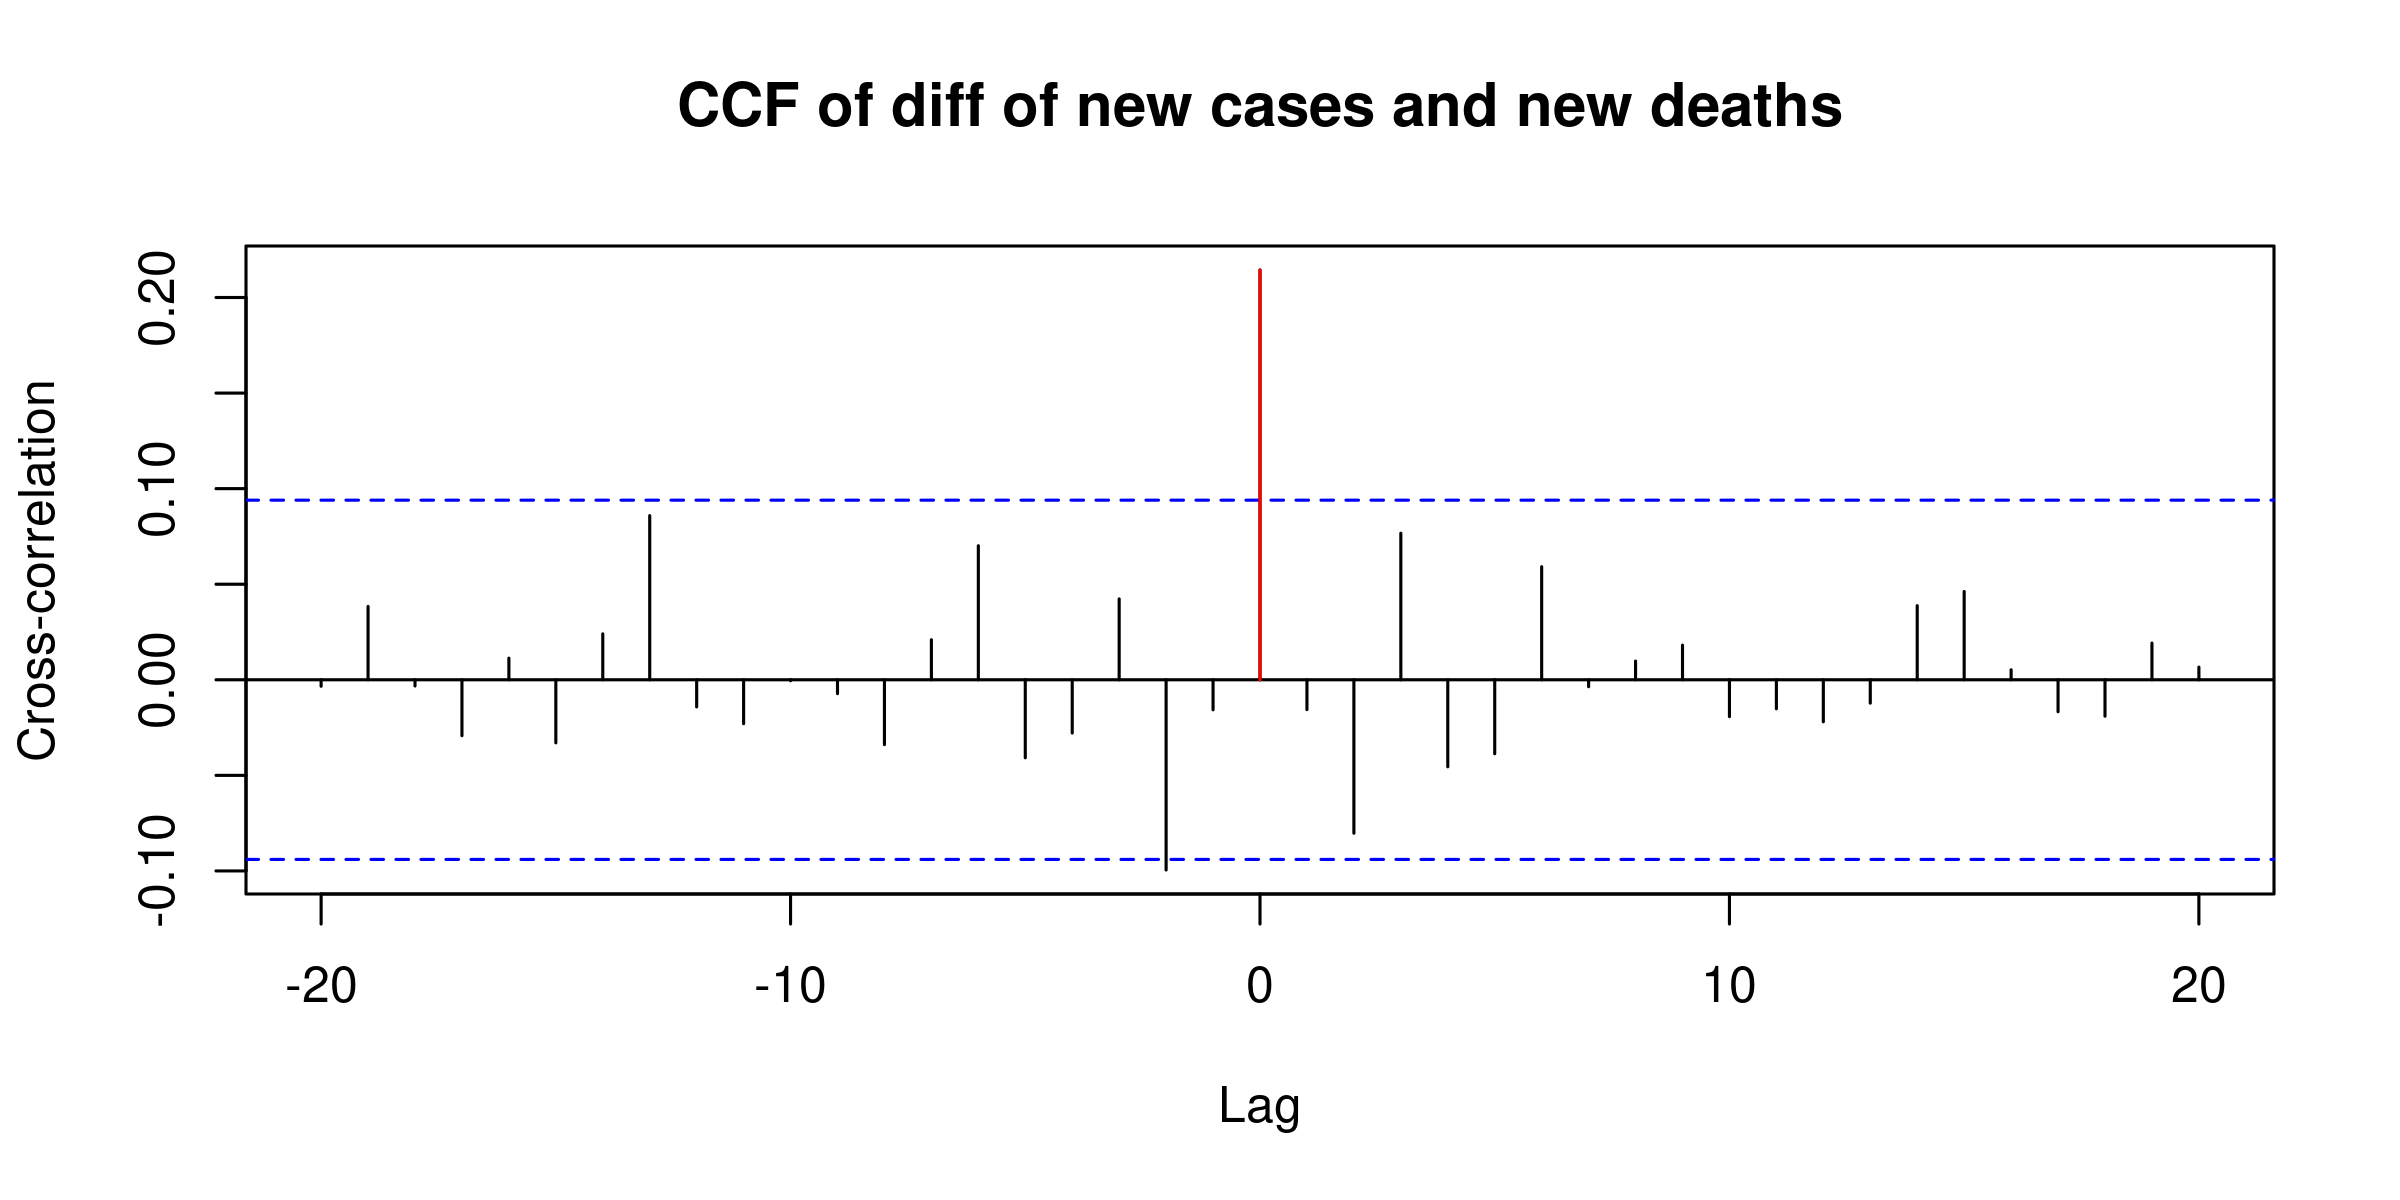 CCF of diff of new cases and new deaths
Cross-correlation
0.20
0.10
0.00
-0.10
-20 -10 0 10 20
Lag